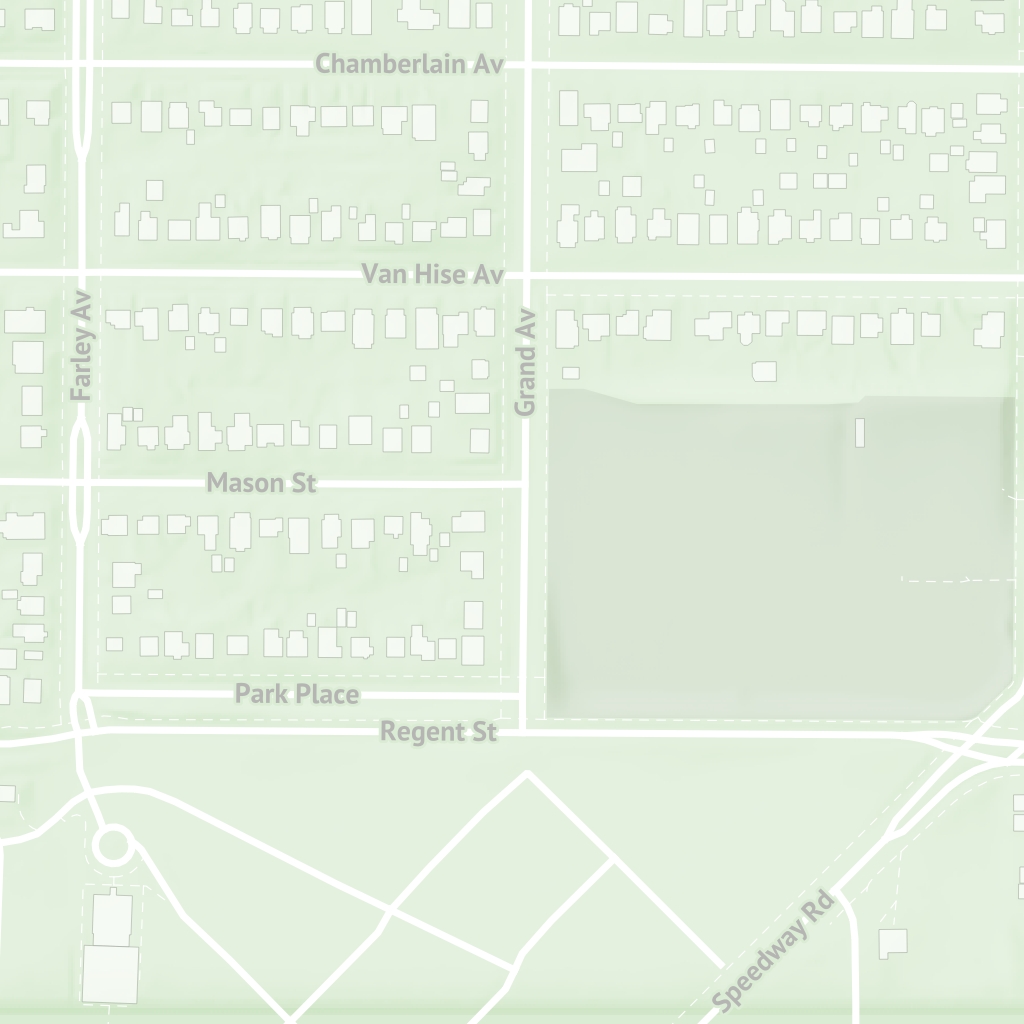 Chamberlain Av
Van Hise Av
Farley Av
Grand Av
Mason St
Park Place
Regent St
Speedway Rd